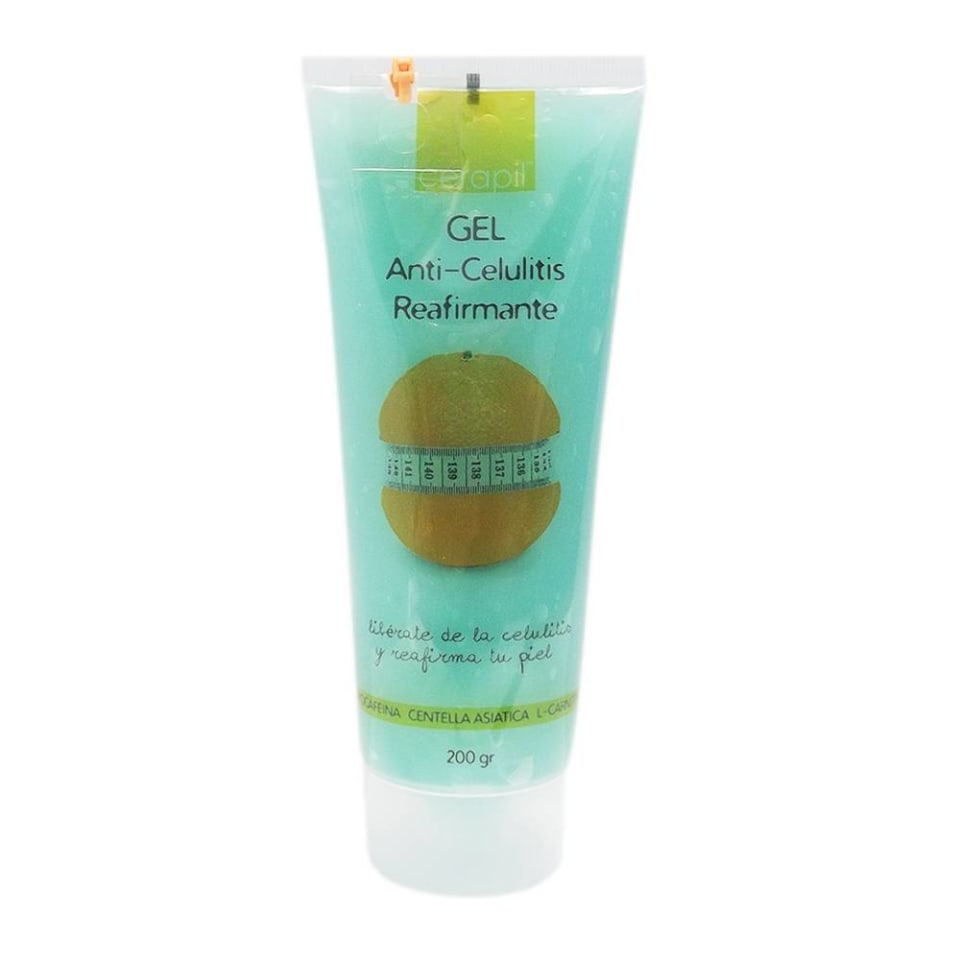 cerapil
GEL
Anti-Celulitis
Reafirmante
141 140 139 138 137 136
libérate de la celulitis
y reafirma tu piel
CENTELLA ASIATICA
200 gr